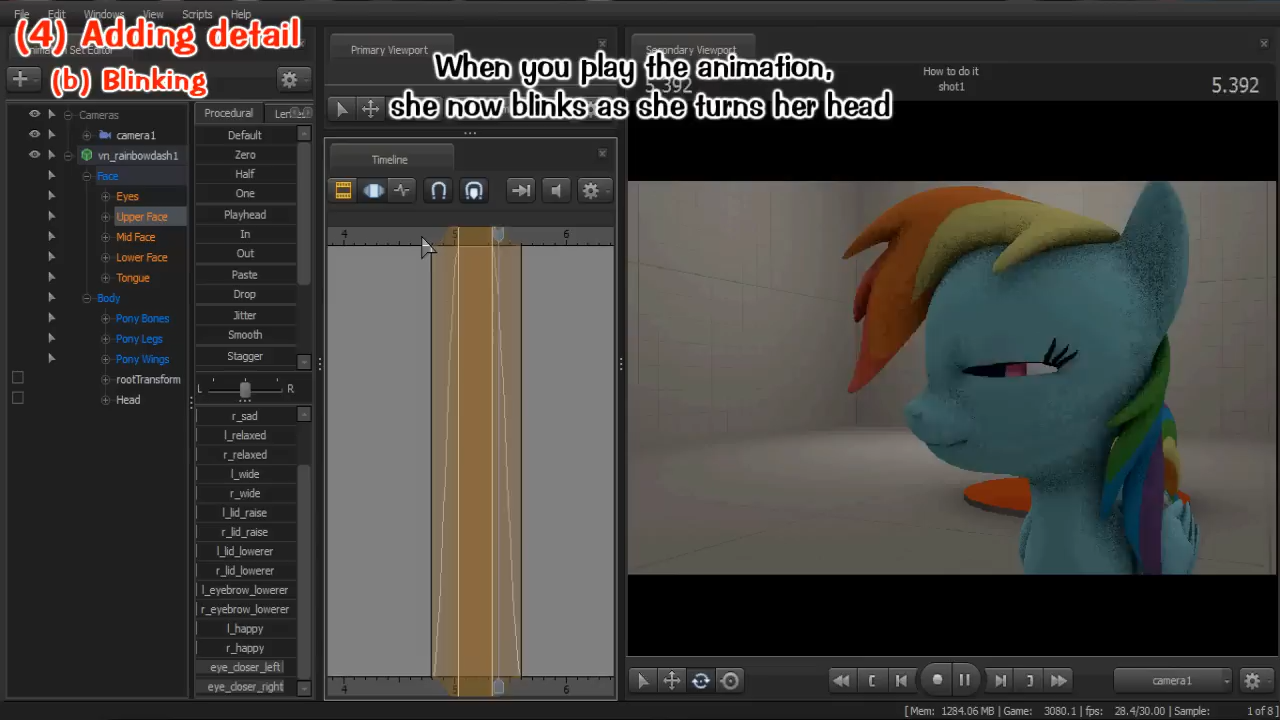 File Edit Windows View Scripts Help
(4) Adding detail
(b) Blinking
When you play the animation,
she now blinks as she turns her head
Primary Viewport
Secondary Viewport
5.392
How to do it
shot1
5.392
Cameras
camera1
vn_rainbowdash1
Face
Eyes
Upper Face
Mid Face
Lower Face
Tongue
Body
Pony Bones
Pony Legs
Pony Wings
rootTransform
Head
Procedural
Default
Zero
Half
One
Playhead
In
Out
Paste
Drop
Jitter
Smooth
Stagger
L R
r_sad
l_relaxed
r_relaxed
l_wide
r_wide
l_lid_raise
r_lid_raise
l_lid_lowerer
r_lid_lowerer
l_eyebrow_lowerer
r_eyebrow_lowerer
l_happy
r_happy
eye_closer_left
eye_closer_right
Timeline
4 5 6
4 5 6
camera1
[Mem: 1284.06 MB | Game: 3080.1 | fps: 28.4/30.00 | Sample: 1 of 8]